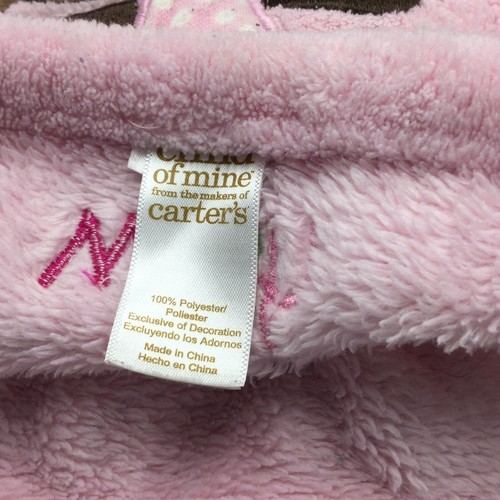 child
of mine
from the makers of
carter's
100% Polyester/
Poliester
Exclusive of Decoration
Excluyendo los Adornos
Made in China
Hecho en China